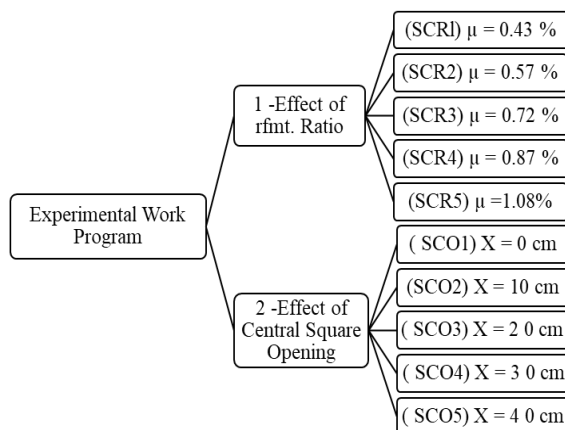 (SCRl) µ = 0.43 %
(SCR2) µ = 0.57 %
1 -Effect of
rfmt. Ratio
(SCR3) µ = 0.72 %
(SCR4) µ = 0.87 %
(SCR5) µ =1.08%
Experimental Work
Program
( SCO1) X = 0 cm
(SCO2) X = 10 cm
2 -Effect of
Central Square
Opening
( SCO3) X = 2 0 cm
( SCO4) X = 3 0 cm
( SCO5) X = 4 0 cm